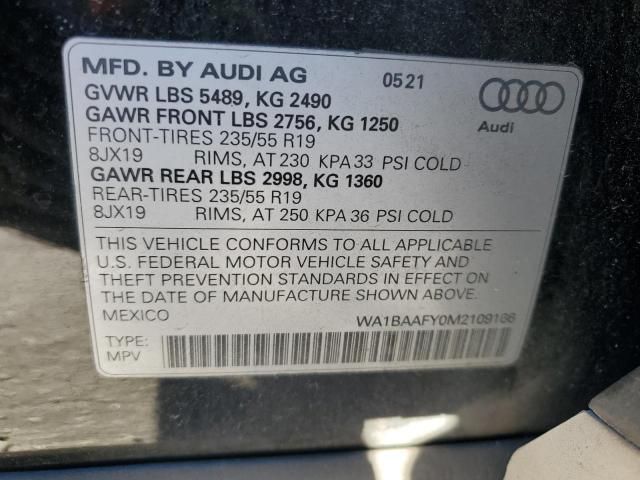 MFD. BY AUDI AG 0521
GVWR LBS 5489, KG 2490
GAWR FRONT LBS 2756, KG 1250
Audi
FRONT-TIRES 235/55 R19
8JX19 RIMS, AT 230 KPA 33 PSI COLD
GAWR REAR LBS 2998, KG 1360
REAR-TIRES 235/55 R19
8JX19 RIMS, AT 250 KPA 36 PSI COLD
THIS VEHICLE CONFORMS TO ALL APPLICABLE
U.S. FEDERAL MOTOR VEHICLE SAFETY AND
THEFT PREVENTION STANDARDS IN EFFECT ON
THE DATE OF MANUFACTURE SHOWN ABOVE.
MEXICO
TYPE:
MPV